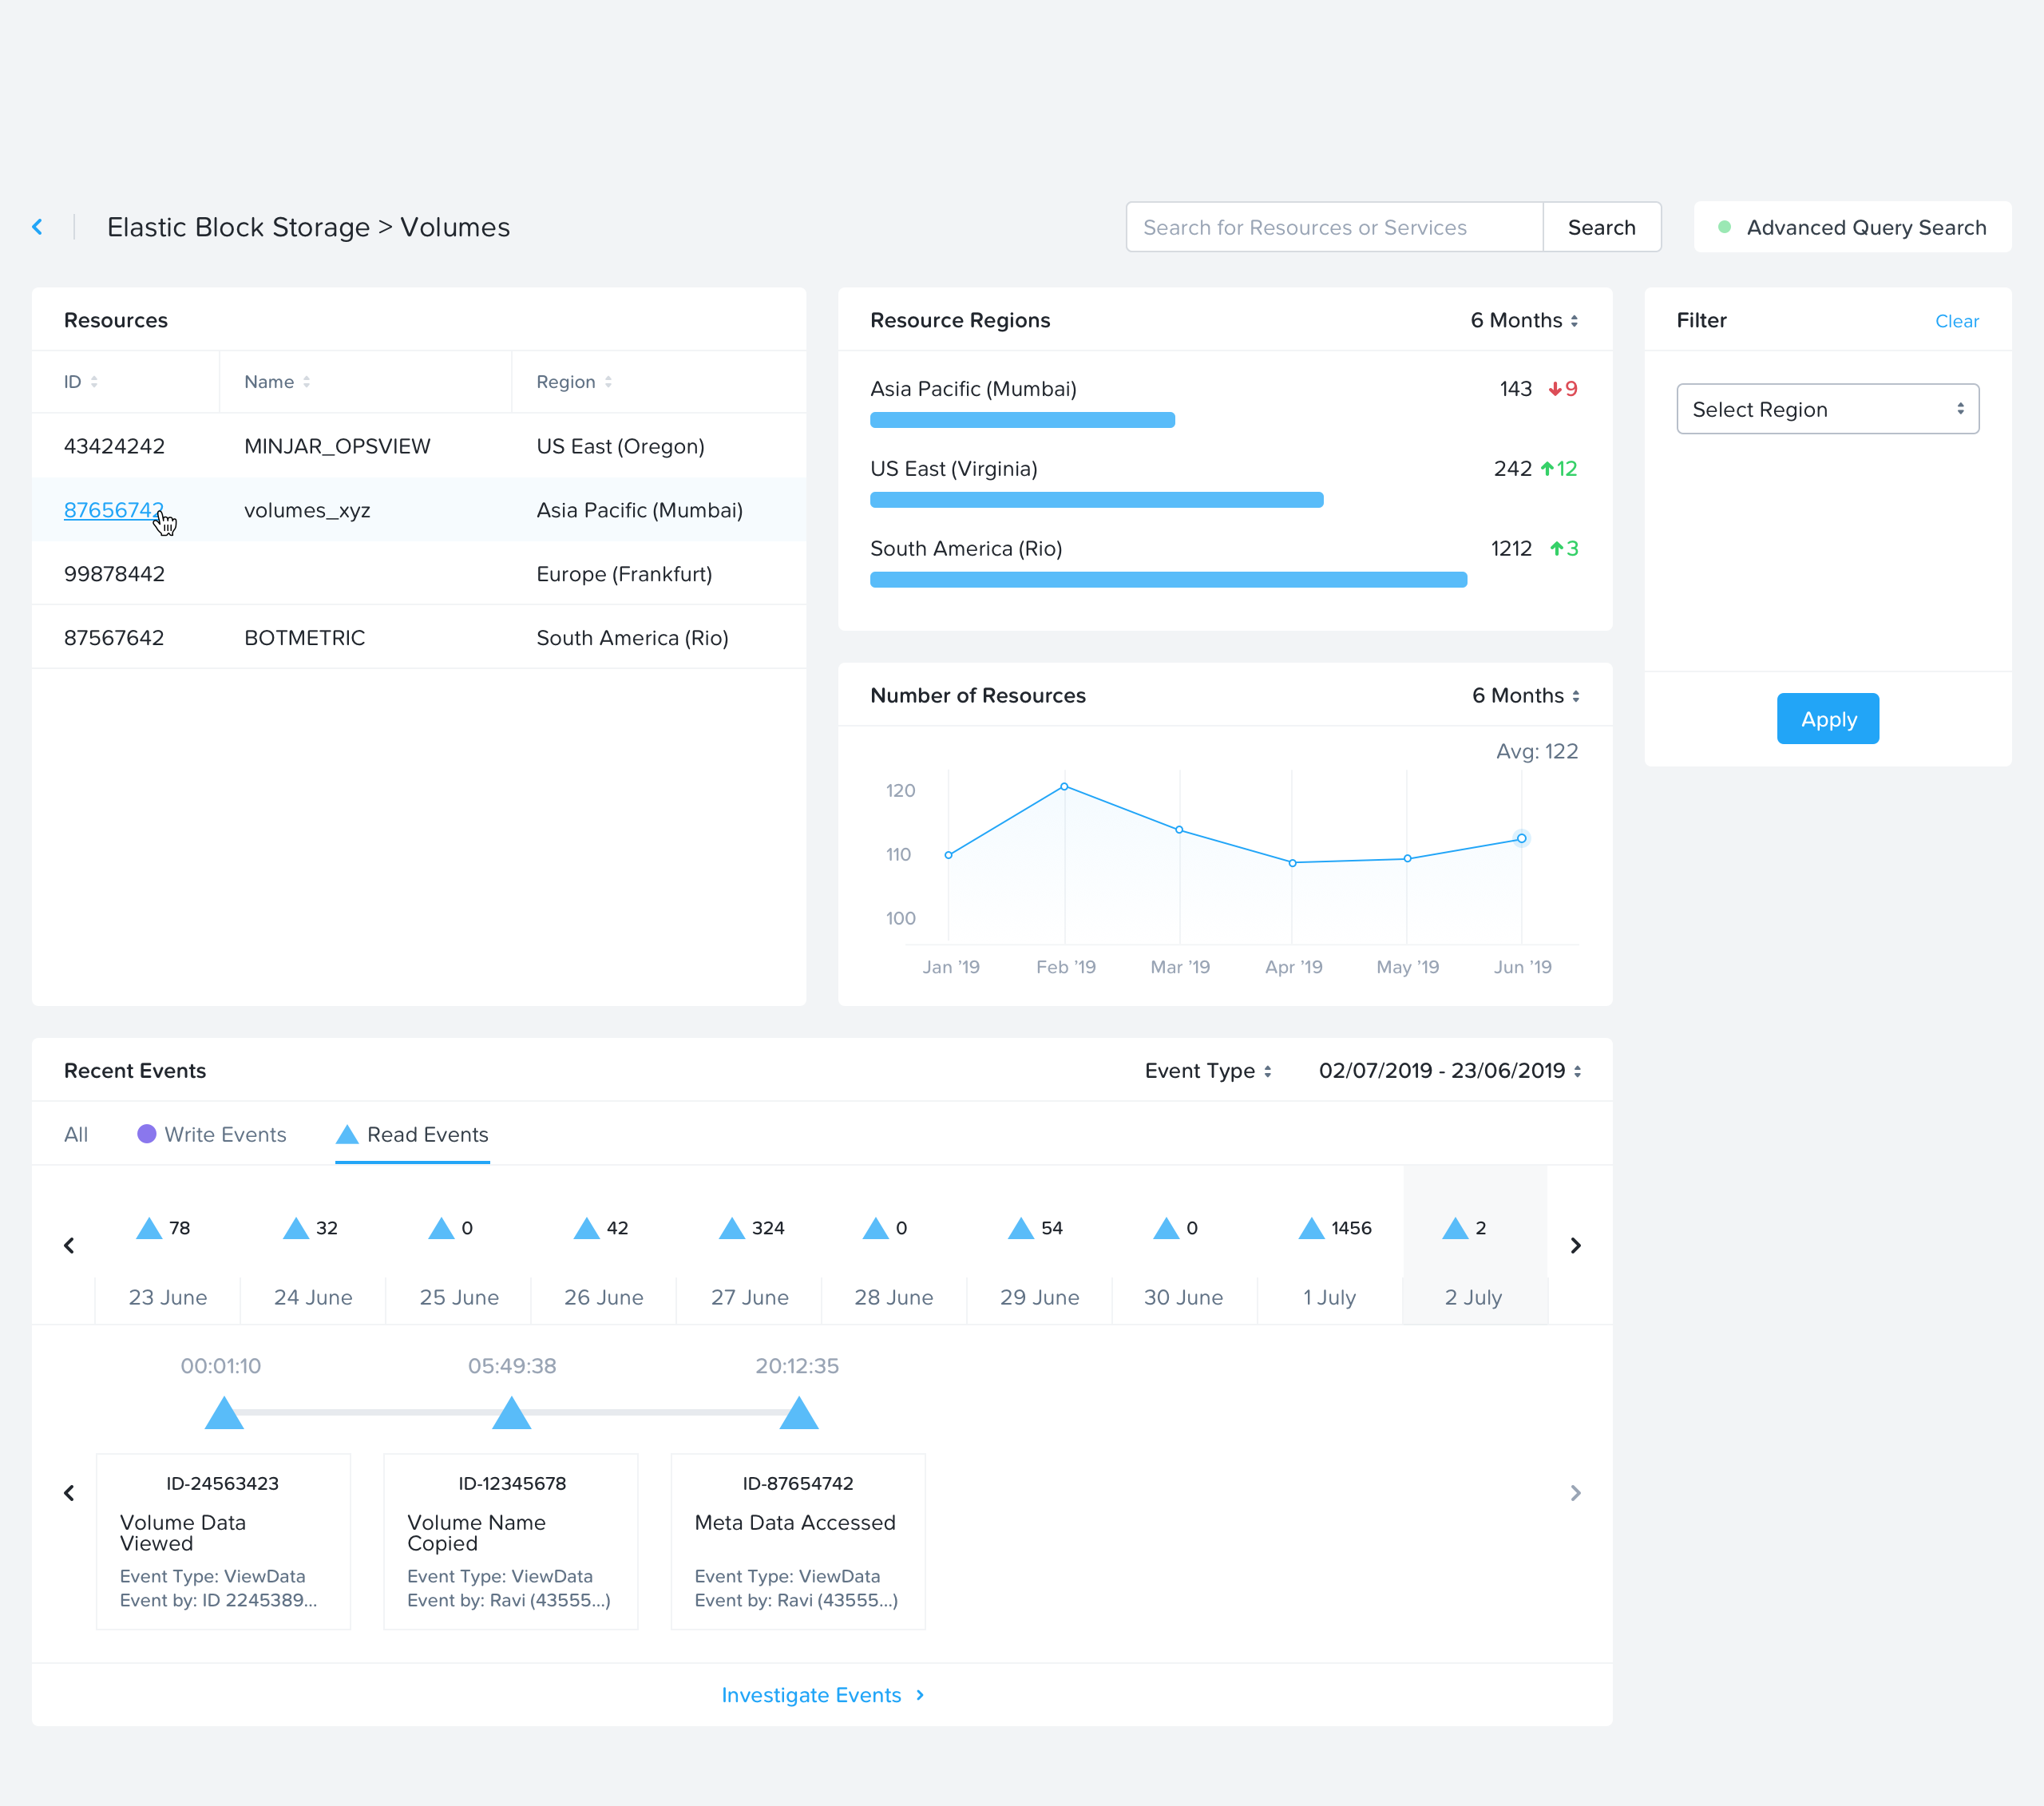 Elastic Block Storage > Volumes
Search for Resources or Services
Search
Advanced Query Search
Resources
ID
Name
Region
43424242
MINJAR_OPSVIEW
US East (Oregon)
87656742
volumes_xyz
Asia Pacific (Mumbai)
99878442
Europe (Frankfurt)
87567642
BOTMETRIC
South America (Rio)
Resource Regions
6 Months
Asia Pacific (Mumbai)
143
9
US East (Virginia)
242
12
South America (Rio)
1212
3
Number of Resources
6 Months
Avg: 122
120
110
100
Jan ’19
Feb ’19
Mar ’19
Apr ’19
May ’19
Jun ’19
Filter
Clear
Select Region
Apply
Recent Events
Event Type
02/07/2019 - 23/06/2019
All
Write Events
Read Events
78
32
0
42
324
0
54
0
1456
2
23 June
24 June
25 June
26 June
27 June
28 June
29 June
30 June
1 July
2 July
00:01:10
05:49:38
20:12:35
ID-24563423
Volume Data
Viewed
Event Type: ViewData
Event by: ID 2245389...
ID-12345678
Volume Name
Copied
Event Type: ViewData
Event by: Ravi (43555...)
ID-87654742
Meta Data Accessed
Event Type: ViewData
Event by: Ravi (43555...)
Investigate Events